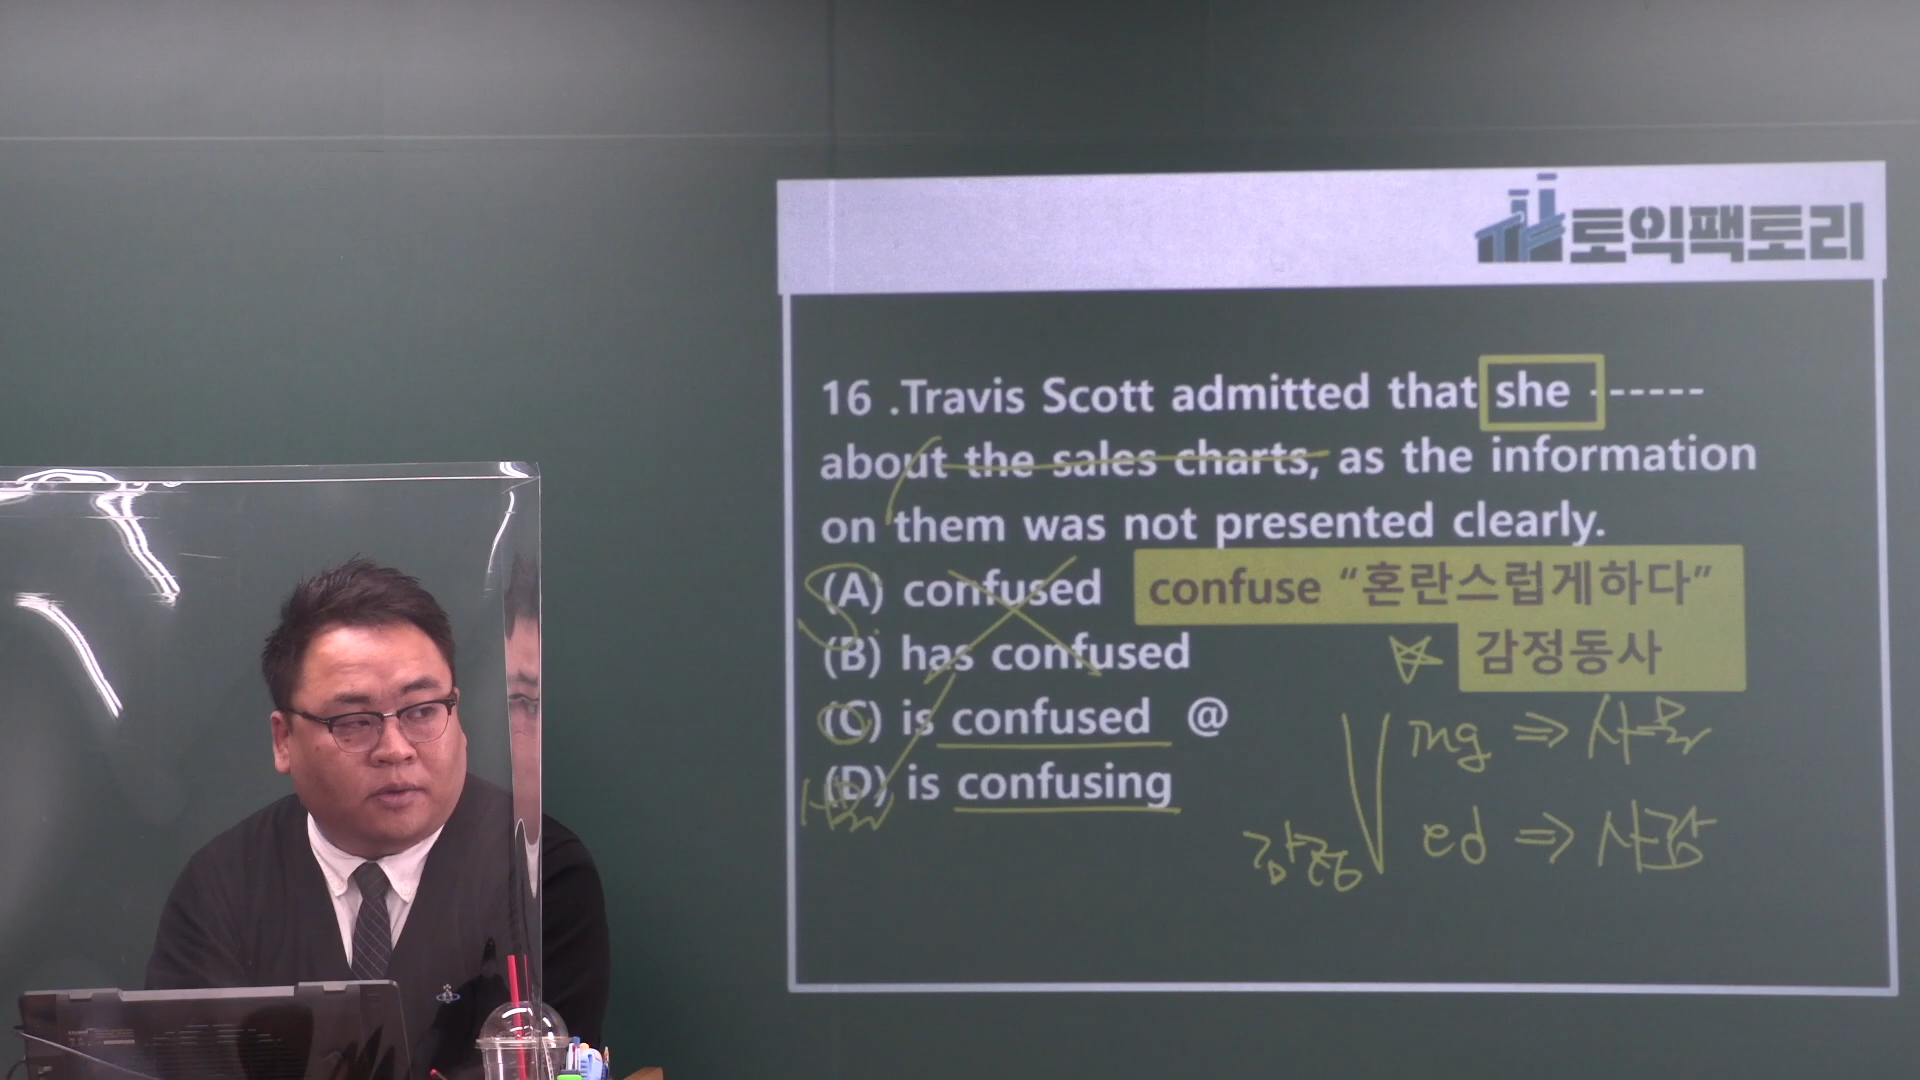 토익팩토리
16 .Travis Scott admitted that she ------
about the sales charts, as the information
on them was not presented clearly.
(A) confused
confuse “혼란스럽게하다”
(B) has confused
감정동사
(C) is confused @
ing ⇒ 사물
(D) is confusing
사물
감정
ed ⇒ 사람